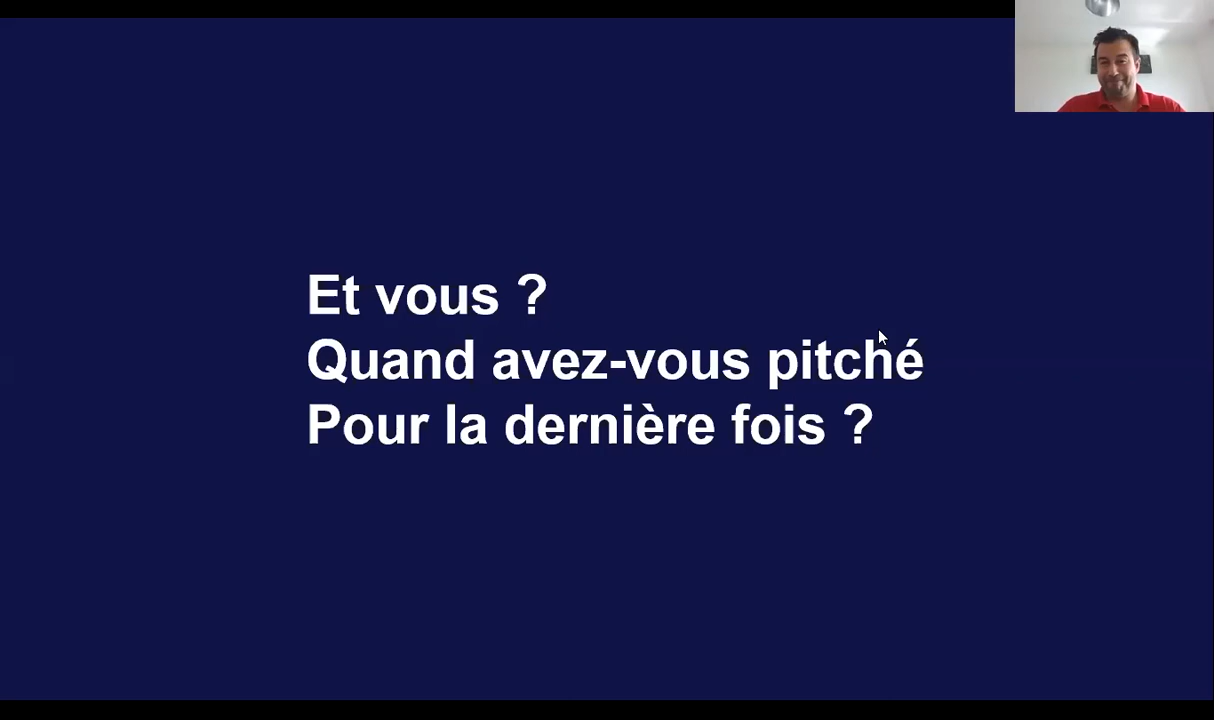 Et vous ?
Quand avez-vous pitché
Pour la dernière fois ?